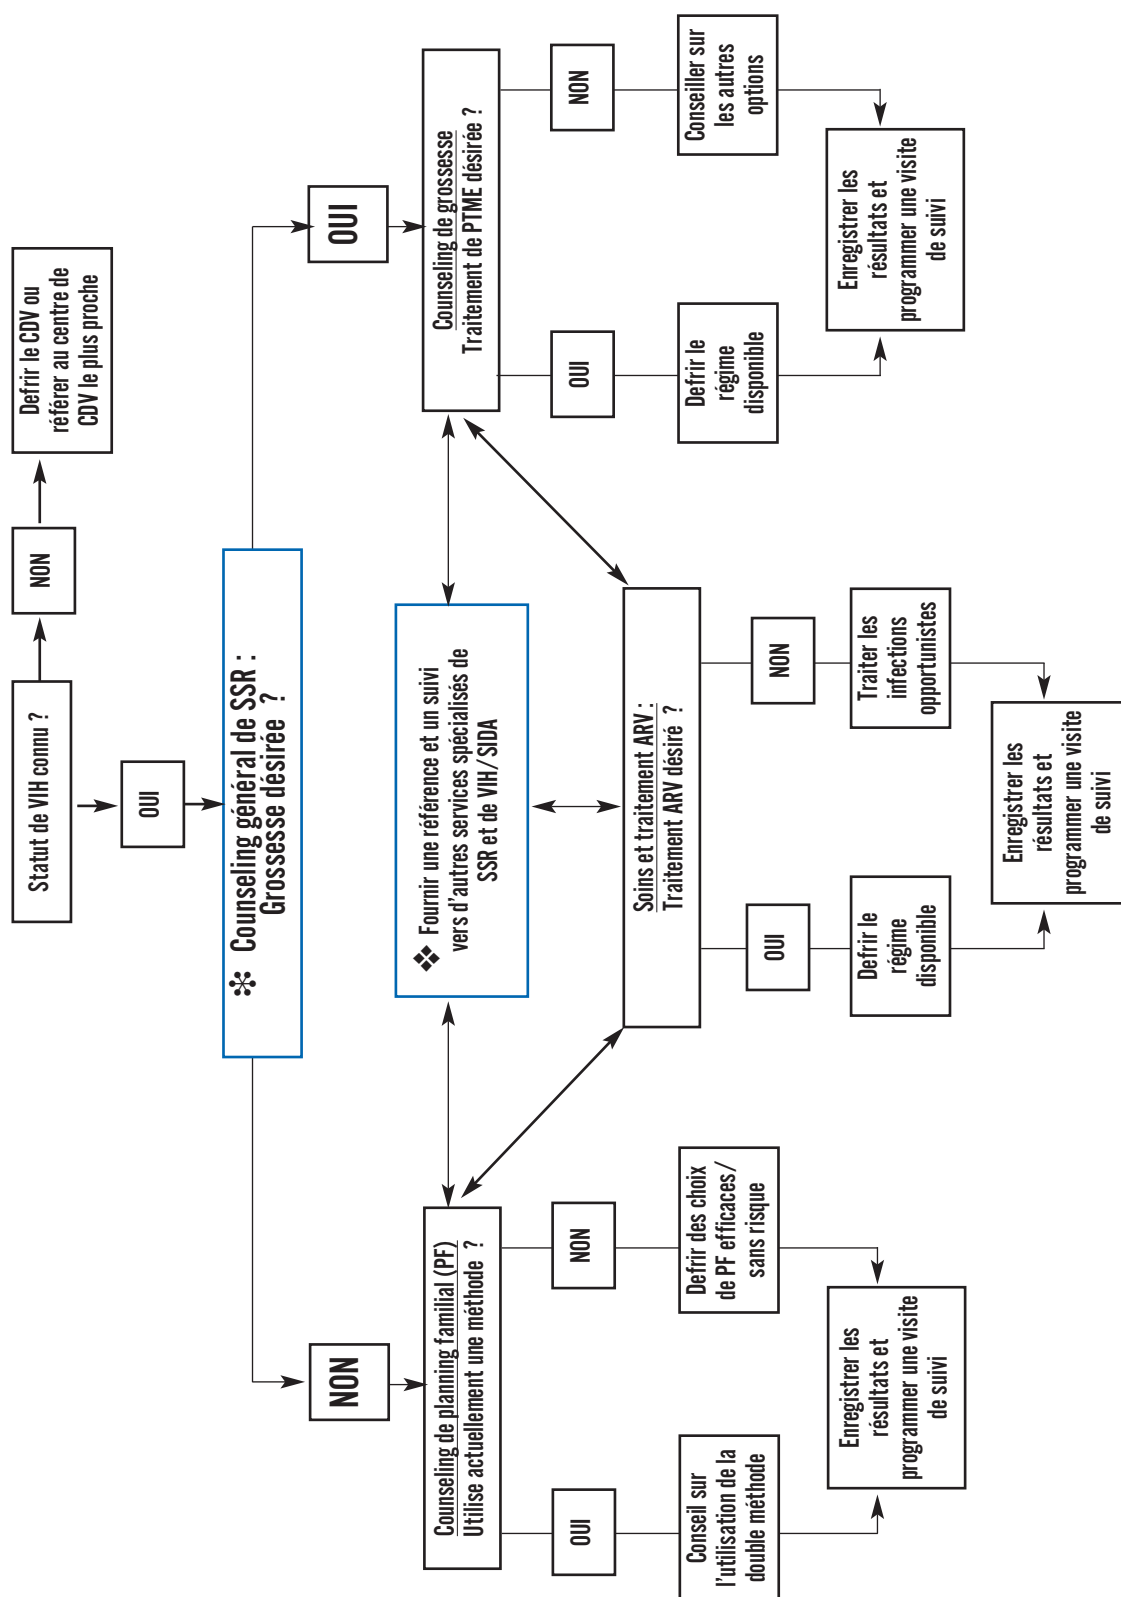 Statut de VIH connu ?
NON
Defrir le CDV ou
référer au centre de
CDV le plus proche
OUI
Counseling général de SSR :
Grossesse désirée ?
NON
OUI
Counseling de planning familial (PF)
Utilise actuellement une méthode ?
❖ Fournir une référence et un suivi
vers d'autres services spécialisés de
SSR et de VIH/SIDA
Counseling de grossesse
Traitement de PTME désirée ?
OUI
NON
OUI
NON
Conseil sur
l'utilisation de la
double méthode
Defrir des choix
de PF efficaces/
sans risque
Soins et traitement ARV :
Traitement ARV désiré ?
Defrir le
régime
disponible
Conseiller sur
les autres
options
OUI
NON
Enregistrer les
résultats et
programmer une visite
de suivi
Defrir le
régime
disponible
Traiter les
infections
opportunistes
Enregistrer les
résultats et
programmer une visite
de suivi
Enregistrer les
résultats et
programmer une visite
de suivi